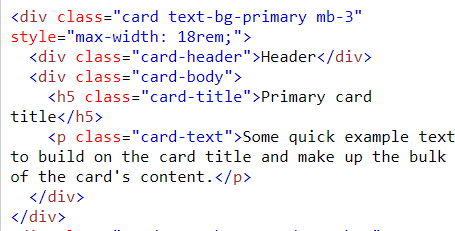 <div class="card text-bg-primary mb-3"
style="max-width: 18rem;">
  <div class="card-header">Header</div>
  <div class="card-body">
    <h5 class="card-title">Primary card
title</h5>
    <p class="card-text">Some quick example text
to build on the card title and make up the bulk
of the card's content.</p>
  </div>
</div>